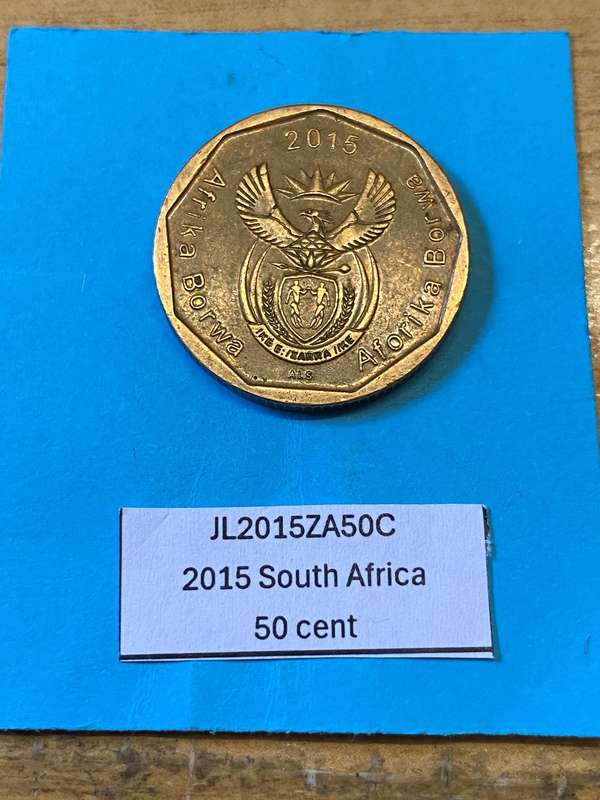 2015
Afrika Borwa
Aforika Borwa
!KE E: /XARRA //KE
ALS
JL2015ZA50C
2015 South Africa
50 cent